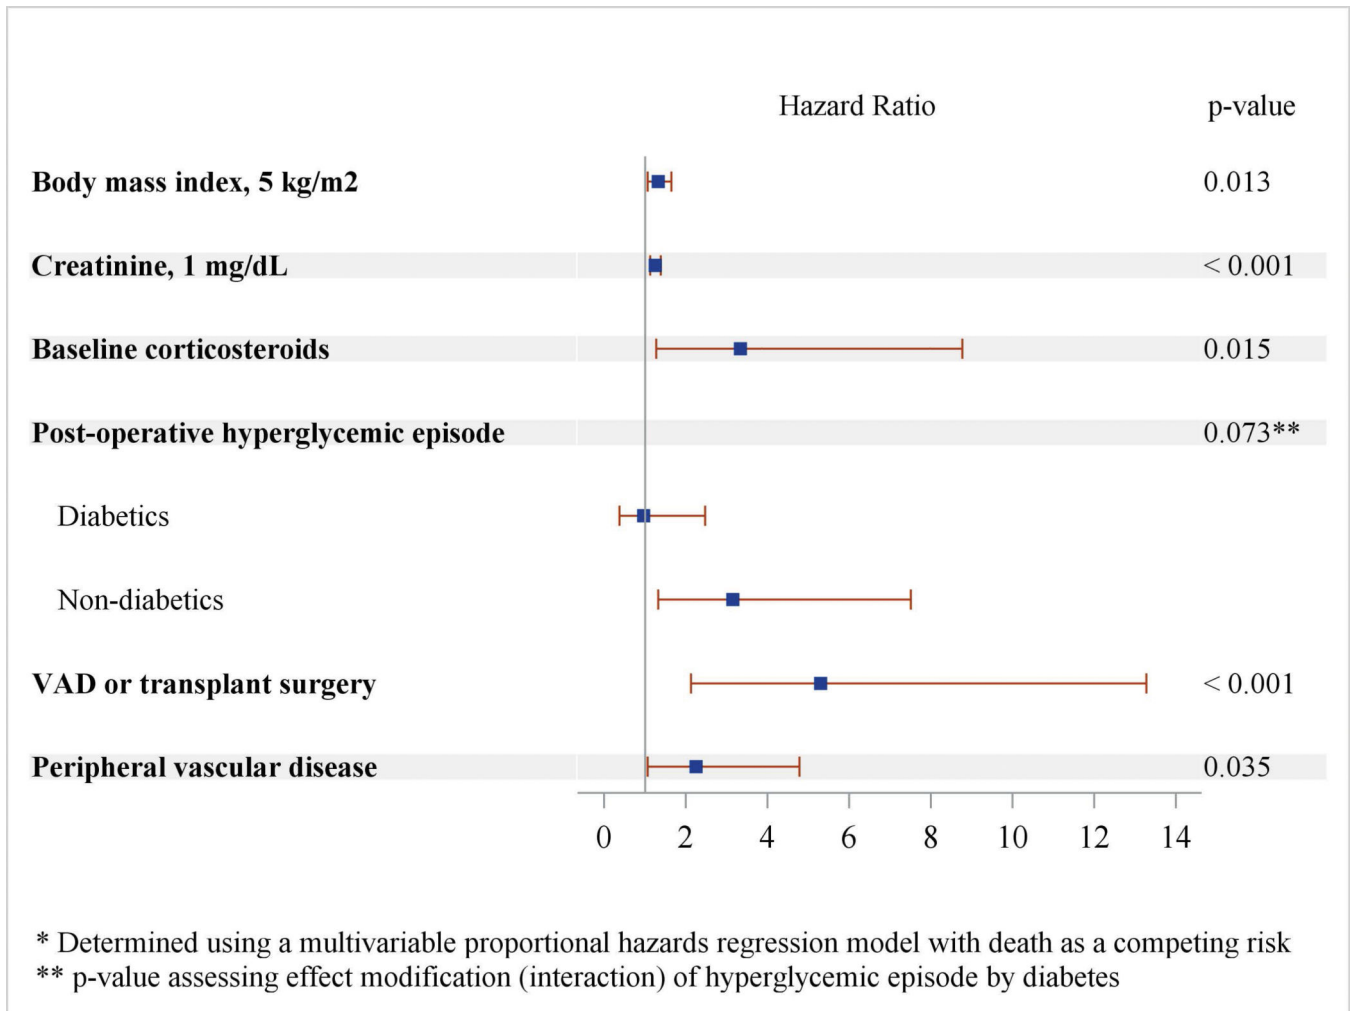 Hazard Ratio p-value
Body mass index, 5 kg/m2 0.013
Creatinine, 1 mg/dL < 0.001
Baseline corticosteroids 0.015
Post-operative hyperglycemic episode 0.073**
Diabetics
Non-diabetics
VAD or transplant surgery < 0.001
Peripheral vascular disease 0.035
0 2 4 6 8 10 12 14
* Determined using a multivariable proportional hazards regression model with death as a competing risk
** p-value assessing effect modification (interaction) of hyperglycemic episode by diabetes